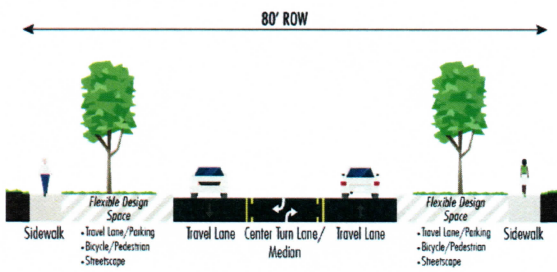 80' ROW
Flexible Design
Space
Flexible Design
Space
Sidewalk
• Travel Lane/Parking
• Bicycle/Pedestrian
• Streetscape
Travel Lane
Center Turn Lane/
Median
Travel Lane
• Travel Lane/Parking
• Bicycle/Pedestrian
• Streetscape
Sidewalk